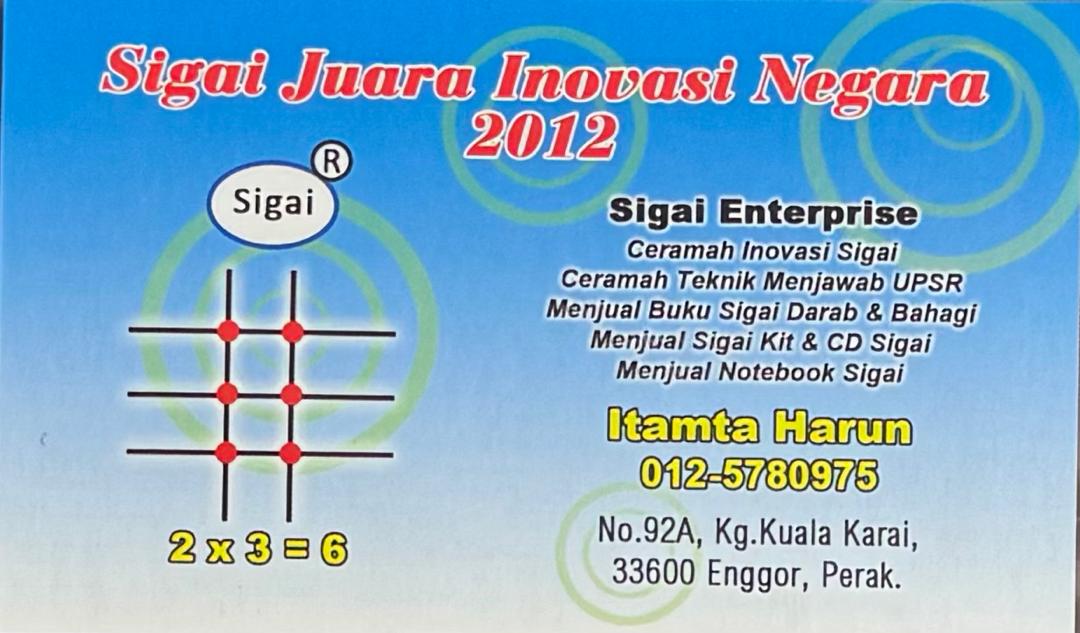 Sigai Juara Inovasi Negara
2012
Sigai ®
Sigai Enterprise
Ceramah Inovasi Sigai
Ceramah Teknik Menjawab UPSR
Menjual Buku Sigai Darab & Bahagi
Menjual Sigai Kit & CD Sigai
Menjual Notebook Sigai
Itamta Harun
012-5780975
No.92A, Kg.Kuala Karai,
33600 Enggor, Perak.
2 x 3 = 6